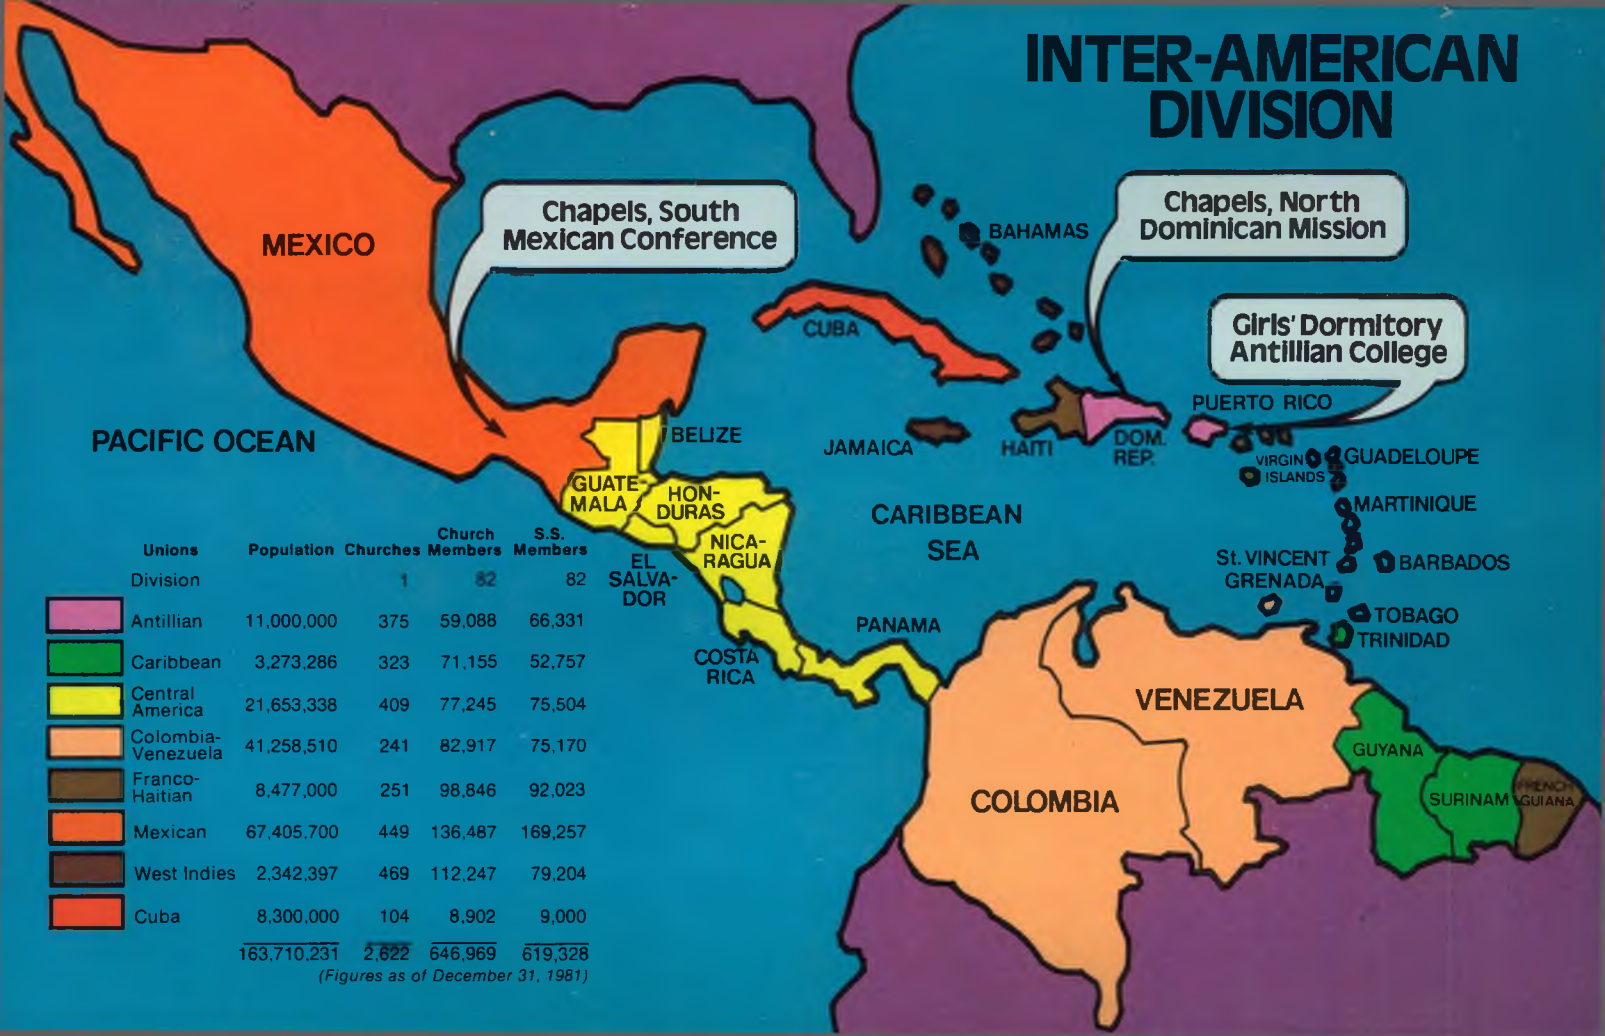 INTER-AMERICAN
DIVISION
Chapels, South
Mexican Conference
Chapels, North
Dominican Mission
Girls' Dormitory
Antillian College
MEXICO
BAHAMAS
CUBA
PUERTO RICO
PACIFIC OCEAN
BELIZE
JAMAICA
HAITI
DOM.
REP.
VIRGIN
ISLANDS
GUADELOUPE
MARTINIQUE
GUATE-
MALA
HON-
DURAS
CARIBBEAN
SEA
NICA-
RAGUA
EL
SALVA-
DOR
St. VINCENT
GRENADA
BARBADOS
TOBAGO
TRINIDAD
PANAMA
COSTA
RICA
VENEZUELA
COLOMBIA
GUYANA
SURINAM
FRENCH
GUIANA
Unions Population Churches Church Members S.S. Members
Division 1 82 82
Antillian 11,000,000 375 59,088 66,331
Caribbean 3,273,286 323 71,155 52,757
Central
America 21,653,338 409 77,245 75,504
Colombia-
Venezuela 41,258,510 241 82,917 75,170
Franco-
Haitian 8,477,000 251 98,846 92,023
Mexican 67,405,700 449 136,487 169,257
West Indies 2,342,397 469 112,247 79,204
Cuba 8,300,000 104 8,902 9,000
163,710,231 2,622 646,969 619,328
(Figures as of December 31, 1981)